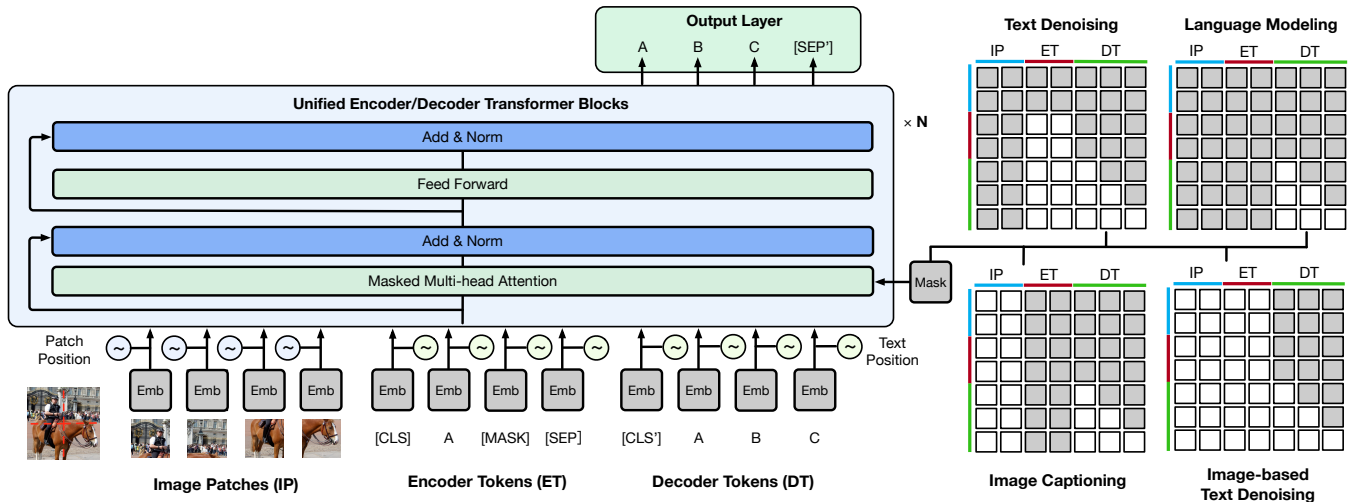 Output Layer
A B C [SEP']
Unified Encoder/Decoder Transformer Blocks
× N
Add & Norm
Feed Forward
Add & Norm
Masked Multi-head Attention
Mask
Patch
Position
~ ~ ~ ~
~ ~ ~ ~
~ ~ ~ ~
Text
Position
Emb Emb Emb Emb
Emb Emb Emb Emb
Emb Emb Emb Emb
[CLS] A [MASK] [SEP]
[CLS'] A B C
Image Patches (IP)
Encoder Tokens (ET)
Decoder Tokens (DT)
Text Denoising
IP ET DT
Language Modeling
IP ET DT
IP ET DT
Image Captioning
IP ET DT
Image-based
Text Denoising